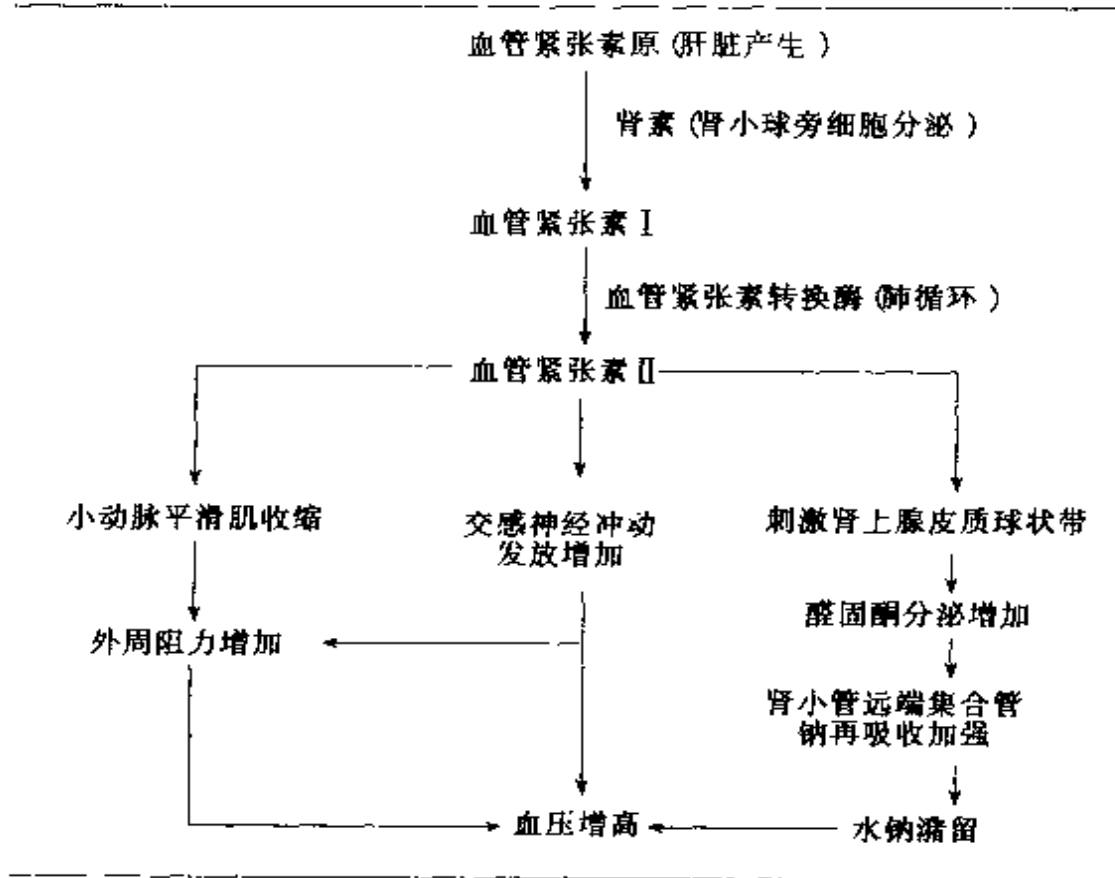 血管紧张素原(肝脏产生)
肾素(肾小球旁细胞分泌)
血管紧张素Ⅰ
血管紧张素转换酶(肺循环)
血管紧张素Ⅱ
小动脉平滑肌收缩
交感神经冲动
发放增加
刺激肾上腺皮质球状带
醛固酮分泌增加
外周阻力增加
肾小管远端集合管
钠再吸收加强
血压增高
水钠潴留